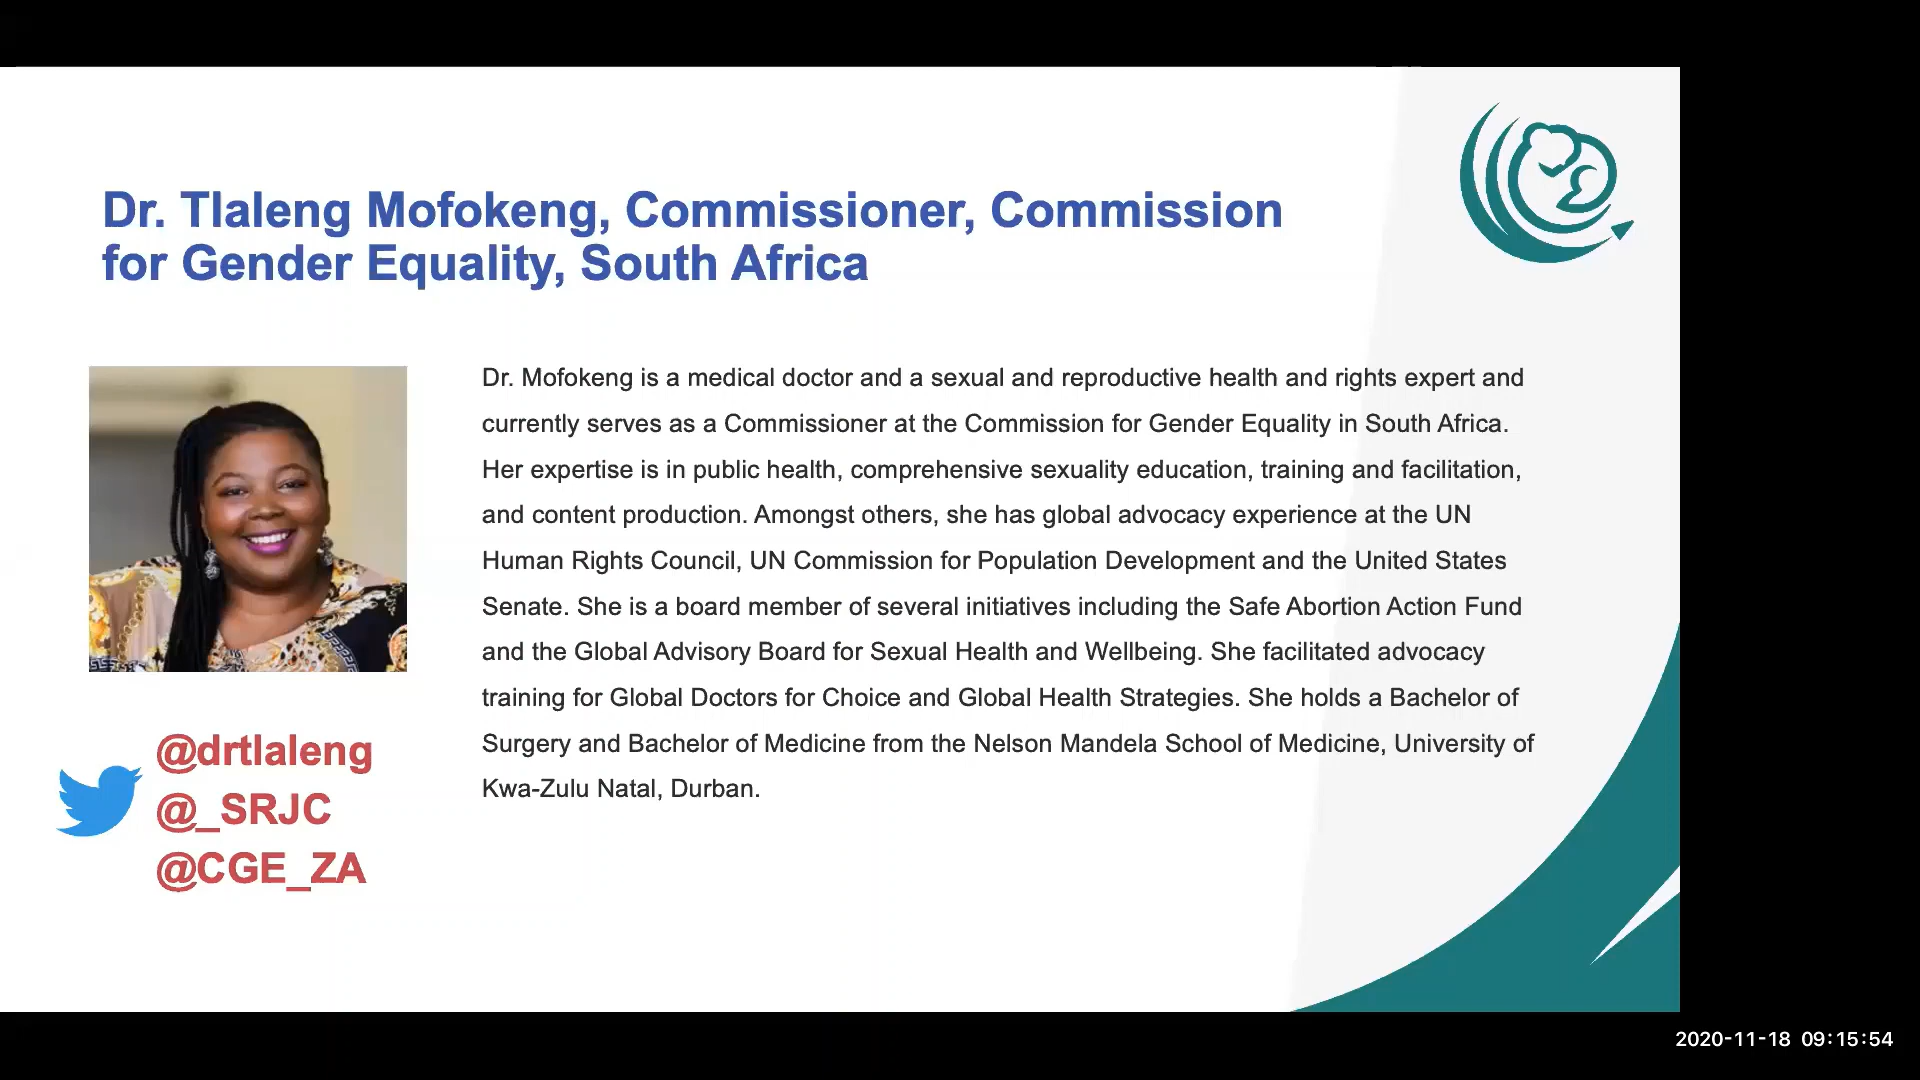 Dr. Tlaleng Mofokeng, Commissioner, Commission
for Gender Equality, South Africa
Dr. Mofokeng is a medical doctor and a sexual and reproductive health and rights expert and
currently serves as a Commissioner at the Commission for Gender Equality in South Africa.
Her expertise is in public health, comprehensive sexuality education, training and facilitation,
and content production. Amongst others, she has global advocacy experience at the UN
Human Rights Council, UN Commission for Population Development and the United States
Senate. She is a board member of several initiatives including the Safe Abortion Action Fund
and the Global Advisory Board for Sexual Health and Wellbeing. She facilitated advocacy
training for Global Doctors for Choice and Global Health Strategies. She holds a Bachelor of
Surgery and Bachelor of Medicine from the Nelson Mandela School of Medicine, University of
Kwa-Zulu Natal, Durban.
@drtlaleng
@_SRJC
@CGE_ZA
2020-11-18 09:15:54